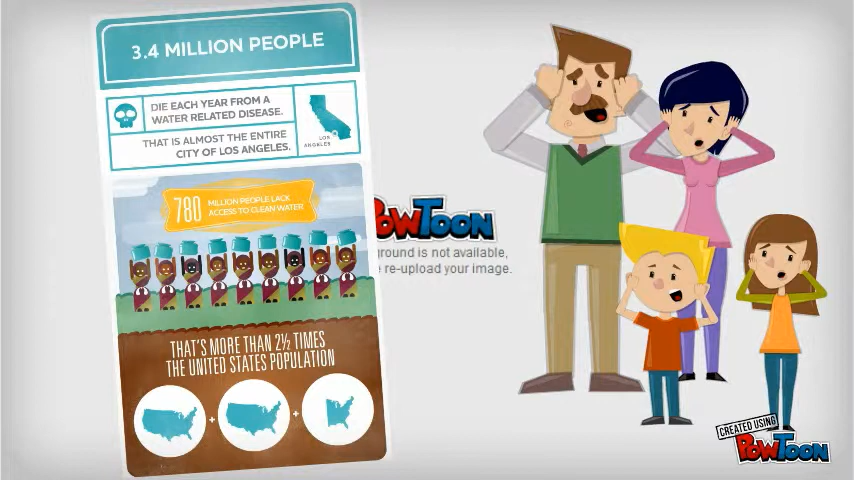 3.4 MILLION PEOPLE
DIE EACH YEAR FROM A
WATER RELATED DISEASE.
THAT IS ALMOST THE ENTIRE
CITY OF LOS ANGELES.
LOS
ANGELES
780
MILLION PEOPLE LACK
ACCESS TO CLEAN WATER
THAT'S MORE THAN 2½ TIMES
THE UNITED STATES POPULATION
+ +
PowToon
ground is not available,
e re-upload your image.
CREATED USING
PowToon